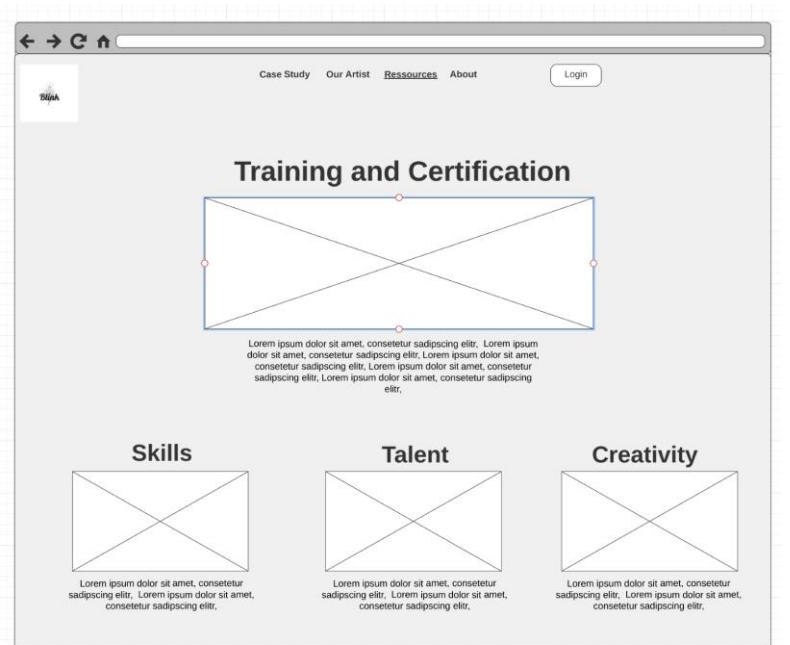 Blink
Case Study Our Artist Ressources About Login
Training and Certification
Lorem ipsum dolor sit amet, consetetur sadipscing elitr, Lorem ipsum
dolor sit amet, consetetur sadipscing elitr, Lorem ipsum dolor sit amet,
consetetur sadipscing elitr, Lorem ipsum dolor sit amet, consetetur
sadipscing elitr, Lorem ipsum dolor sit amet, consetetur sadipscing
elitr,
Skills
Lorem ipsum dolor sit amet, consetetur
sadipscing elitr, Lorem ipsum dolor sit amet,
consetetur sadipscing elitr,
Talent
Lorem ipsum dolor sit amet, consetetur
sadipscing elitr, Lorem ipsum dolor sit amet,
consetetur sadipscing elitr,
Creativity
Lorem ipsum dolor sit amet, consetetur
sadipscing elitr, Lorem ipsum dolor sit amet,
consetetur sadipscing elitr,